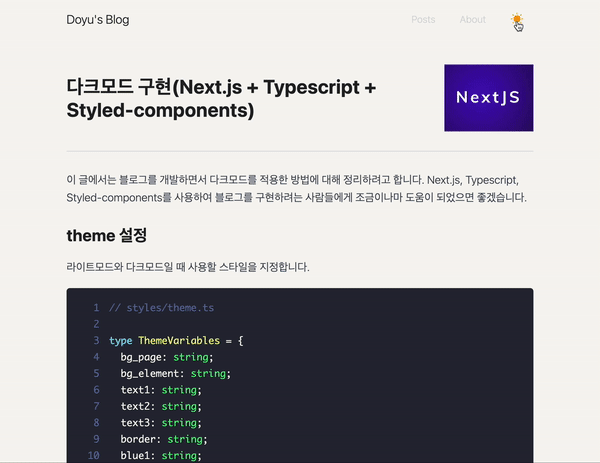 Doyu's Blog
Posts About
다크모드 구현(Next.js + Typescript +
Styled-components)
NextJS
이 글에서는 블로그를 개발하면서 다크모드를 적용한 방법에 대해 정리하려고 합니다. Next.js, Typescript,
Styled-components를 사용하여 블로그를 구현하려는 사람들에게 조금이나마 도움이 되었으면 좋겠습니다.
theme 설정
라이트모드와 다크모드일 때 사용할 스타일을 지정합니다.
1 // styles/theme.ts
2
3 type ThemeVariables = {
4 bg_page: string;
5 bg_element: string;
6 text1: string;
7 text2: string;
8 text3: string;
9 border: string;
10 blue1: string;